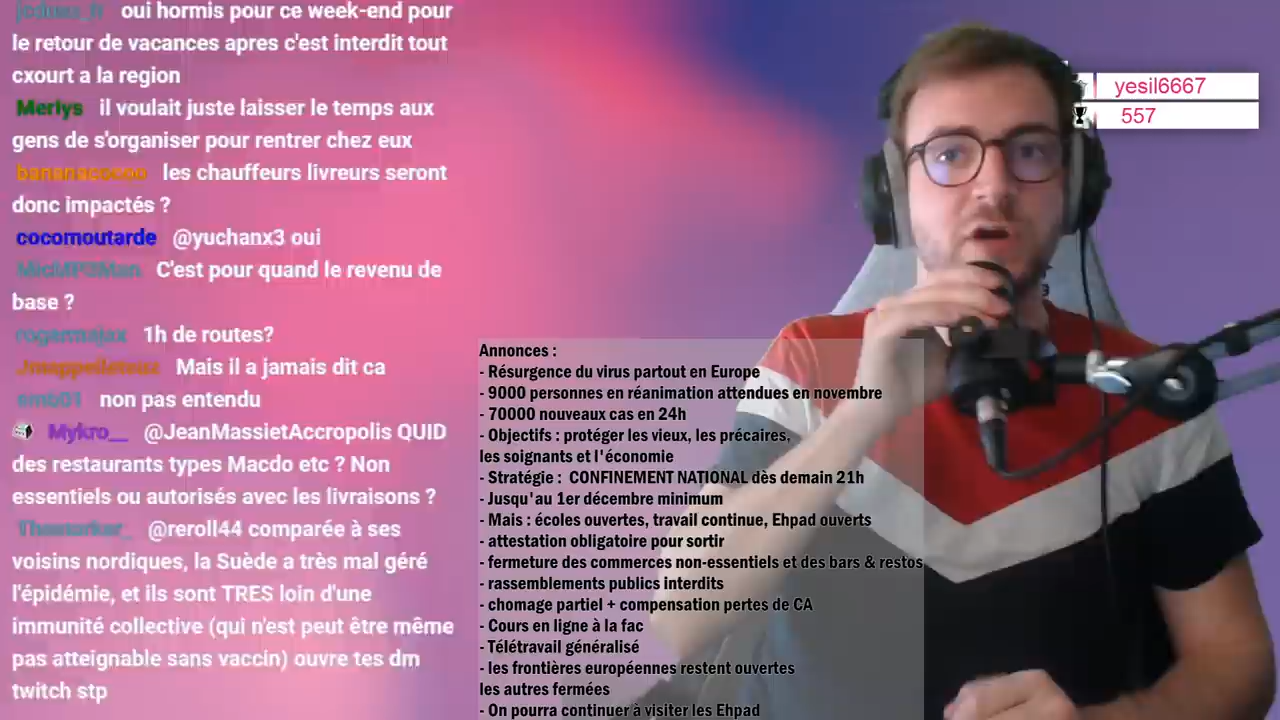 oui hormis pour ce week-end pour
le retour de vacances apres c'est interdit tout
cxourt a la region
Merlys il voulait juste laisser le temps aux
gens de s'organiser pour rentrer chez eux
bananacocoo les chauffeurs livreurs seront
donc impactés ?
cocomoutarde @yuchanx3 oui
MicMP3Man C'est pour quand le revenu de
base ?
rogermajax 1h de routes?
Mais il a jamais dit ca
emb01 non pas entendu
Mykro__ @JeanMassietAccropolis QUID
des restaurants types Macdo etc ? Non
essentiels ou autorisés avec les livraisons ?
@reroll44 comparée à ses
voisins nordiques, la Suède a très mal géré
l'épidémie, et ils sont TRES loin d'une
immunité collective (qui n'est peut être même
pas atteignable sans vaccin) ouvre tes dm
twitch stp
yesil6667
557
Annonces :
- Résurgence du virus partout en Europe
- 9000 personnes en réanimation attendues en novembre
- 70000 nouveaux cas en 24h
- Objectifs : protéger les vieux, les précaires,
les soignants et l'économie
- Stratégie : CONFINEMENT NATIONAL dès demain 21h
- Jusqu'au 1er décembre minimum
- Mais : écoles ouvertes, travail continue, Ehpad ouverts
- attestation obligatoire pour sortir
- fermeture des commerces non-essentiels et des bars & restos
- rassemblements publics interdits
- chomage partiel + compensation pertes de CA
- Cours en ligne à la fac
- Télétravail généralisé
- les frontières européennes restent ouvertes
les autres fermées
- On pourra continuer à visiter les Ehpad